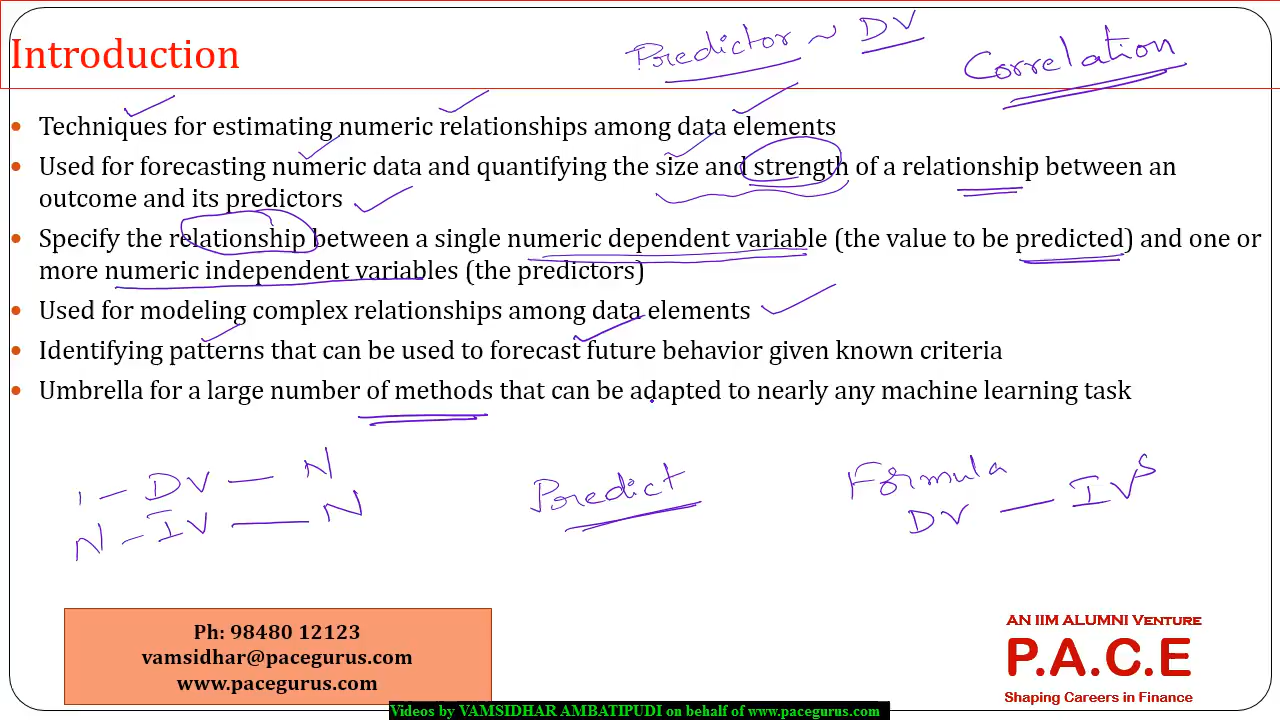 Predictor ~ DV
Correlation
Introduction
• Techniques for estimating numeric relationships among data elements
• Used for forecasting numeric data and quantifying the size and strength of a relationship between an
outcome and its predictors
• Specify the relationship between a single numeric dependent variable (the value to be predicted) and one or
more numeric independent variables (the predictors)
• Used for modeling complex relationships among data elements
• Identifying patterns that can be used to forecast future behavior given known criteria
• Umbrella for a large number of methods that can be adapted to nearly any machine learning task
1 - DV - N
N - IV - N
Predict
Formula
DV - IVs
Ph: 98480 12123
vamsidhar@pacegurus.com
www.pacegurus.com
AN IIM ALUMNI VENTURE
P.A.C.E
Shaping Careers in Finance
Videos by VAMSIDHAR AMBATIPUDI on behalf of www.pacegurus.com